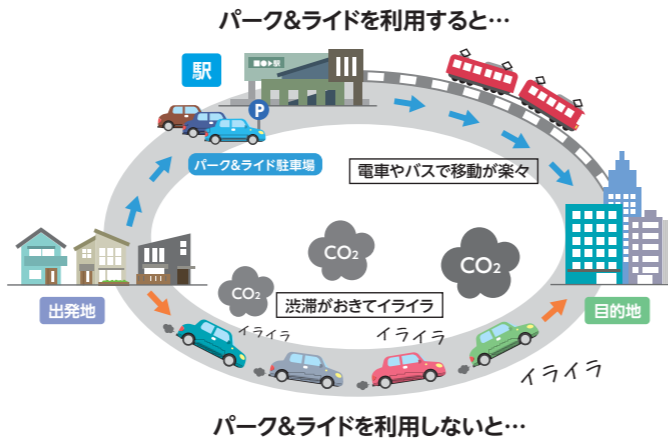 パーク&ライドを利用すると…
駅
■●▶駅
P
パーク&ライド駐車場
電車やバスで移動が楽々
CO₂
CO₂
CO₂
渋滞がおきてイライラ
出発地
目的地
イライラ
イライラ
イライラ
パーク&ライドを利用しないと…